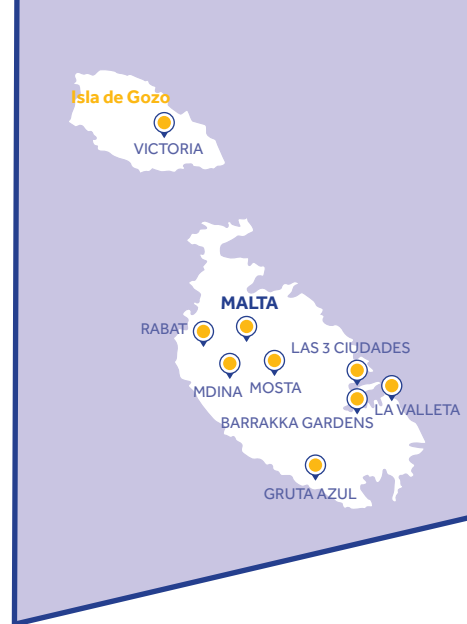 Isla de Gozo
VICTORIA
MALTA
RABAT
LAS 3 CIUDADES
MDINA
MOSTA
LA VALLETA
BARRAKKA GARDENS
GRUTA AZUL